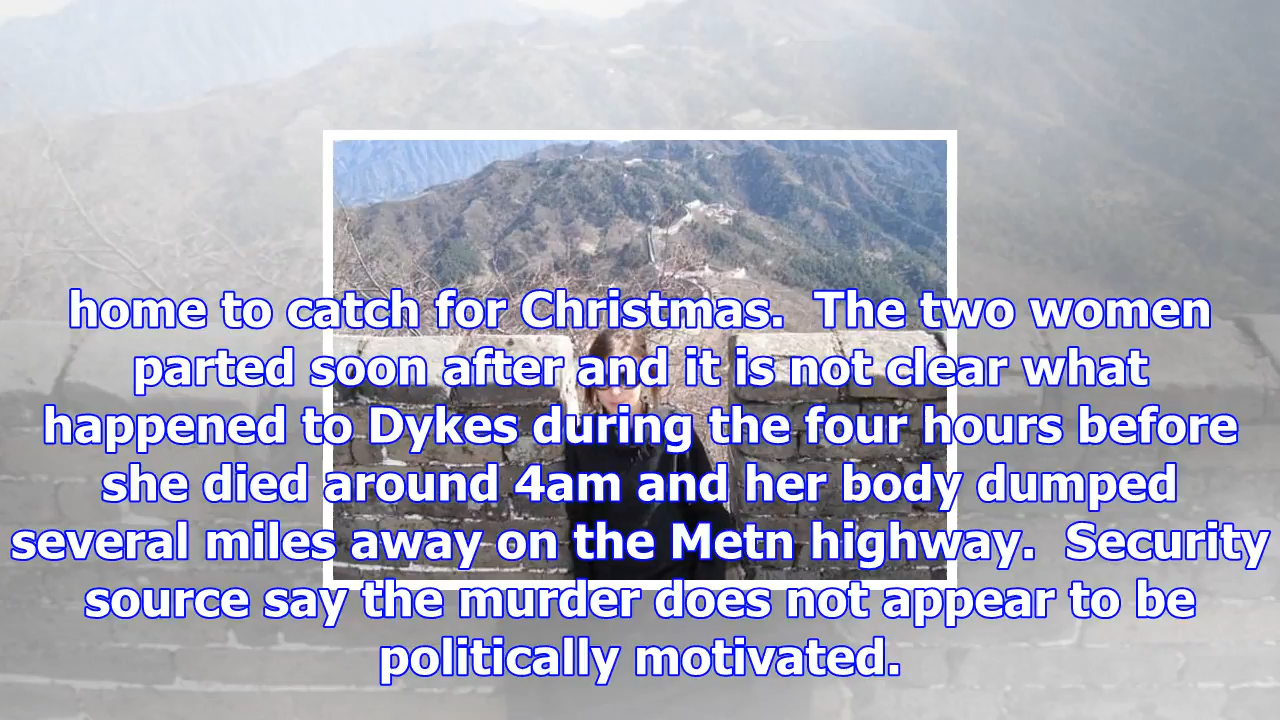 home to catch for Christmas.  The two women
parted soon after and it is not clear what
happened to Dykes during the four hours before
she died around 4am and her body dumped
several miles away on the Metn highway.  Security
source say the murder does not appear to be
politically motivated.